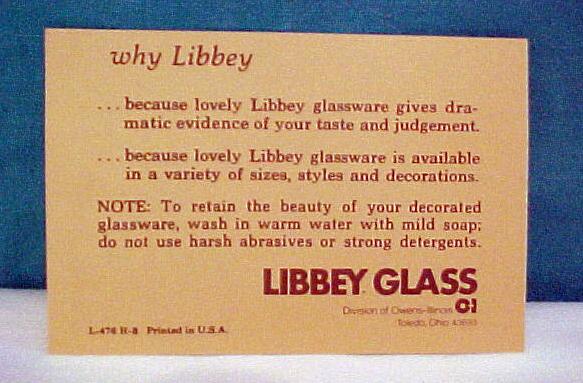 why Libbey
... because lovely Libbey glassware gives dra-
matic evidence of your taste and judgement.
... because lovely Libbey glassware is available
in a variety of sizes, styles and decorations.
NOTE: To retain the beauty of your decorated
glassware, wash in warm water with mild soap;
do not use harsh abrasives or strong detergents.
LIBBEY GLASS
Division of Owens-Illinois
Toledo, Ohio
L-476 R-8 Printed in U.S.A.